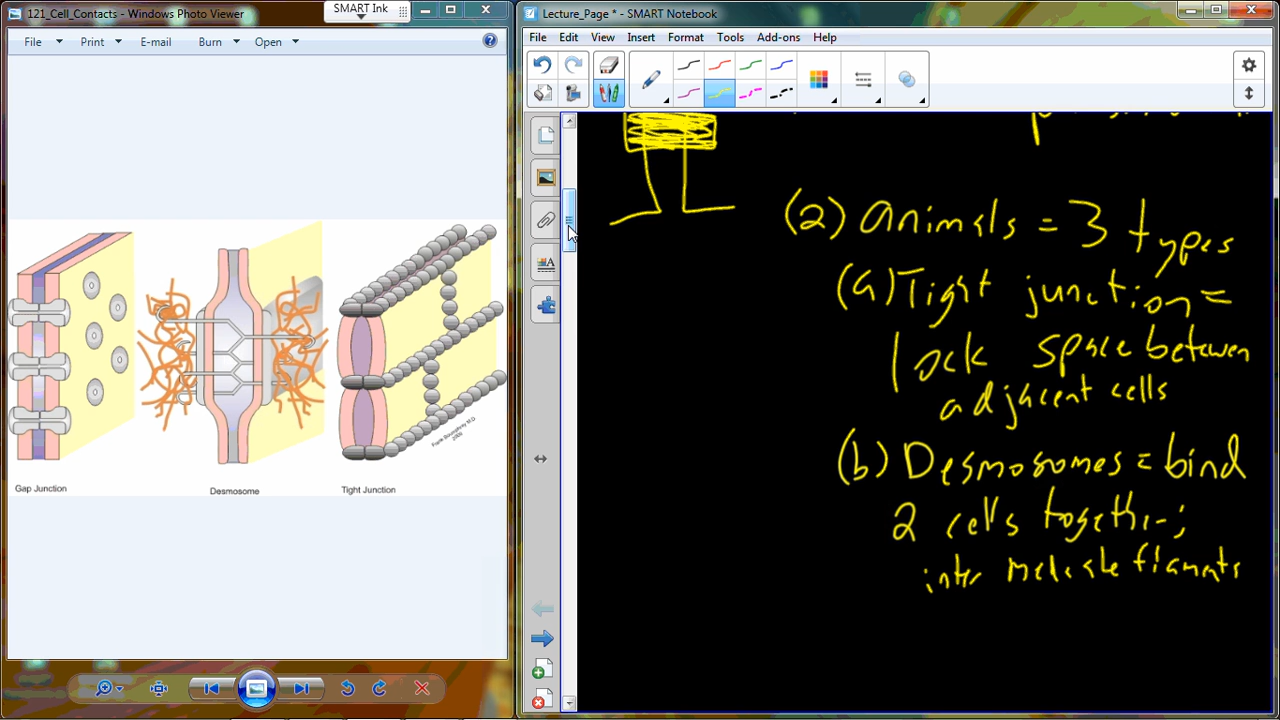 121_Cell_Contacts - Windows Photo Viewer
SMART Ink
File Print E-mail Burn Open
Gap Junction
Desmosome
Tight Junction
Lecture_Page * - SMART Notebook
File Edit View Insert Format Tools Add-ons Help
(2) Animals = 3 types
(a) Tight junction =
lock space between
adjacent cells
(b) Desmosomes = bind
2 cells together;
intermediate filaments